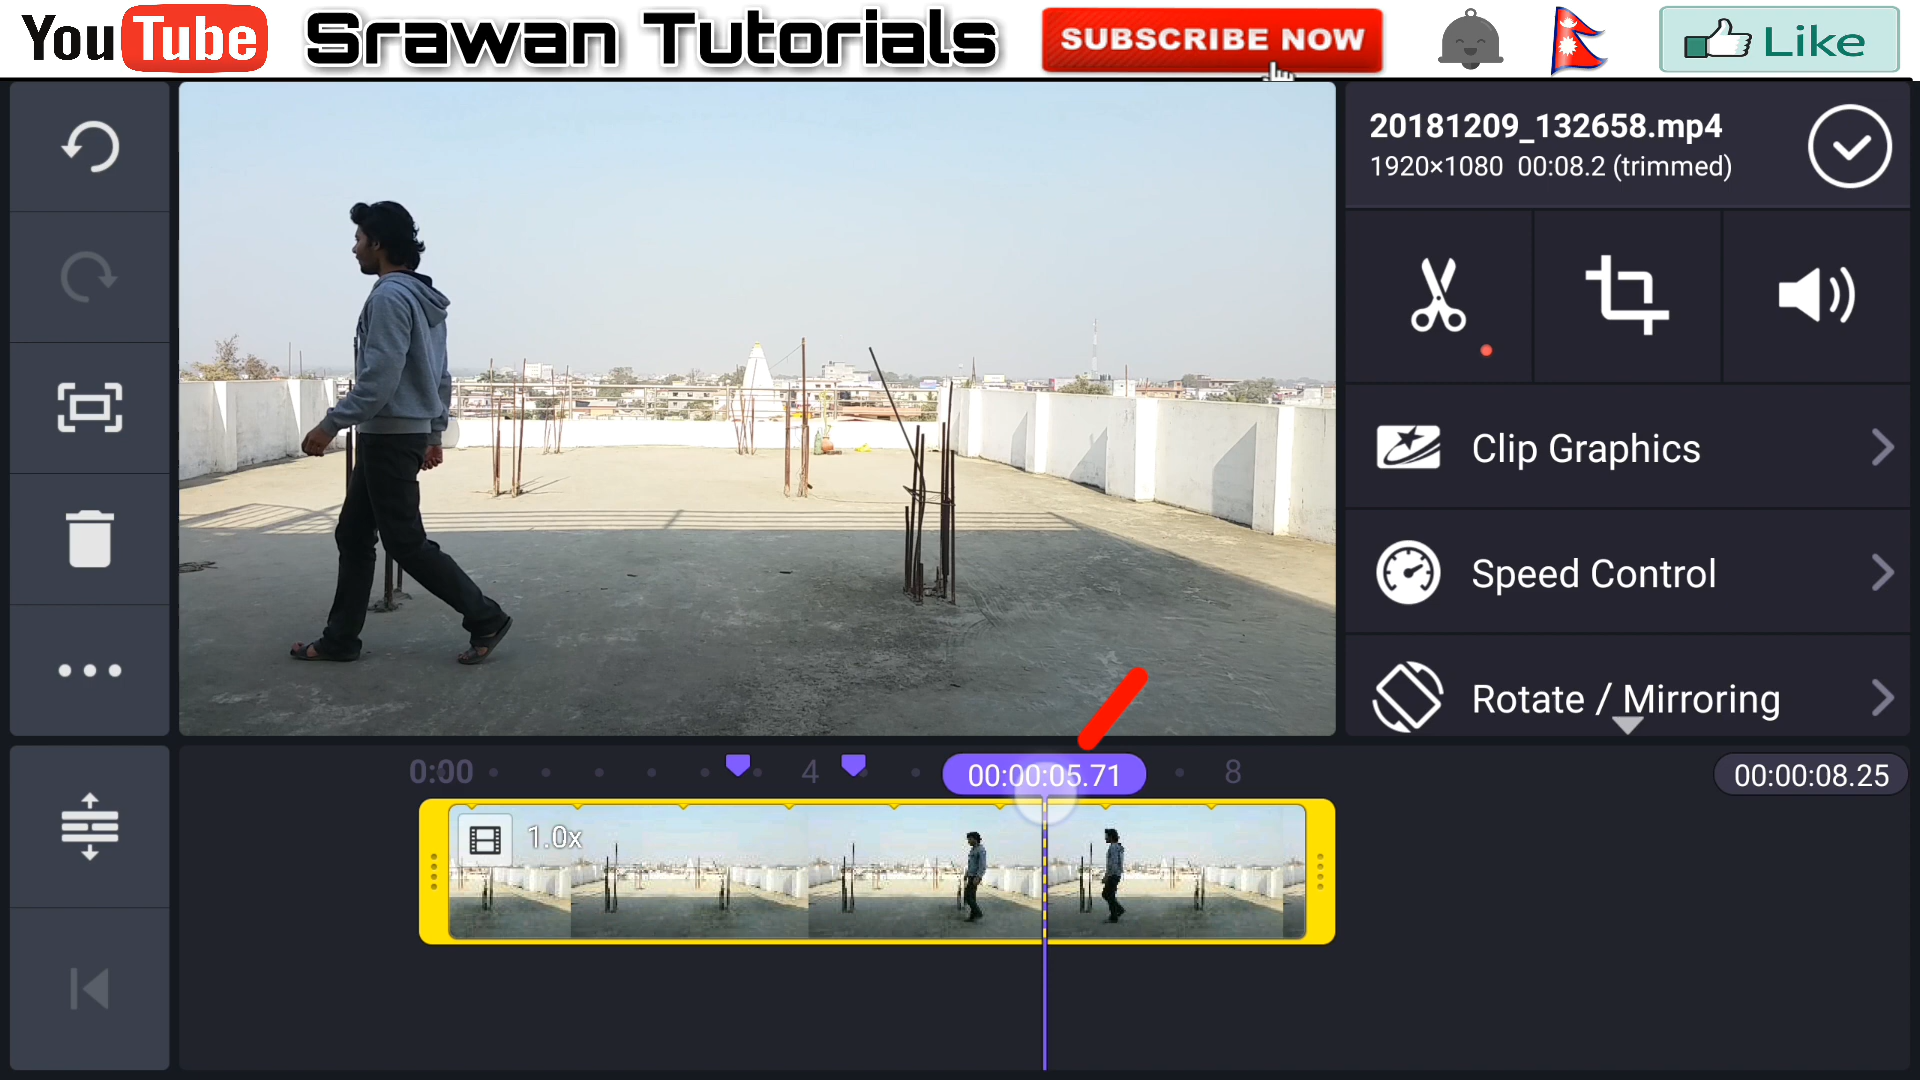 YouTube Srawan Tutorials SUBSCRIBE NOW Like
20181209_132658.mp4
1920×1080 00:08.2 (trimmed)
Clip Graphics
Speed Control
Rotate / Mirroring
0:00 4 00:00:05.71 8 00:00:08.25
1.0x